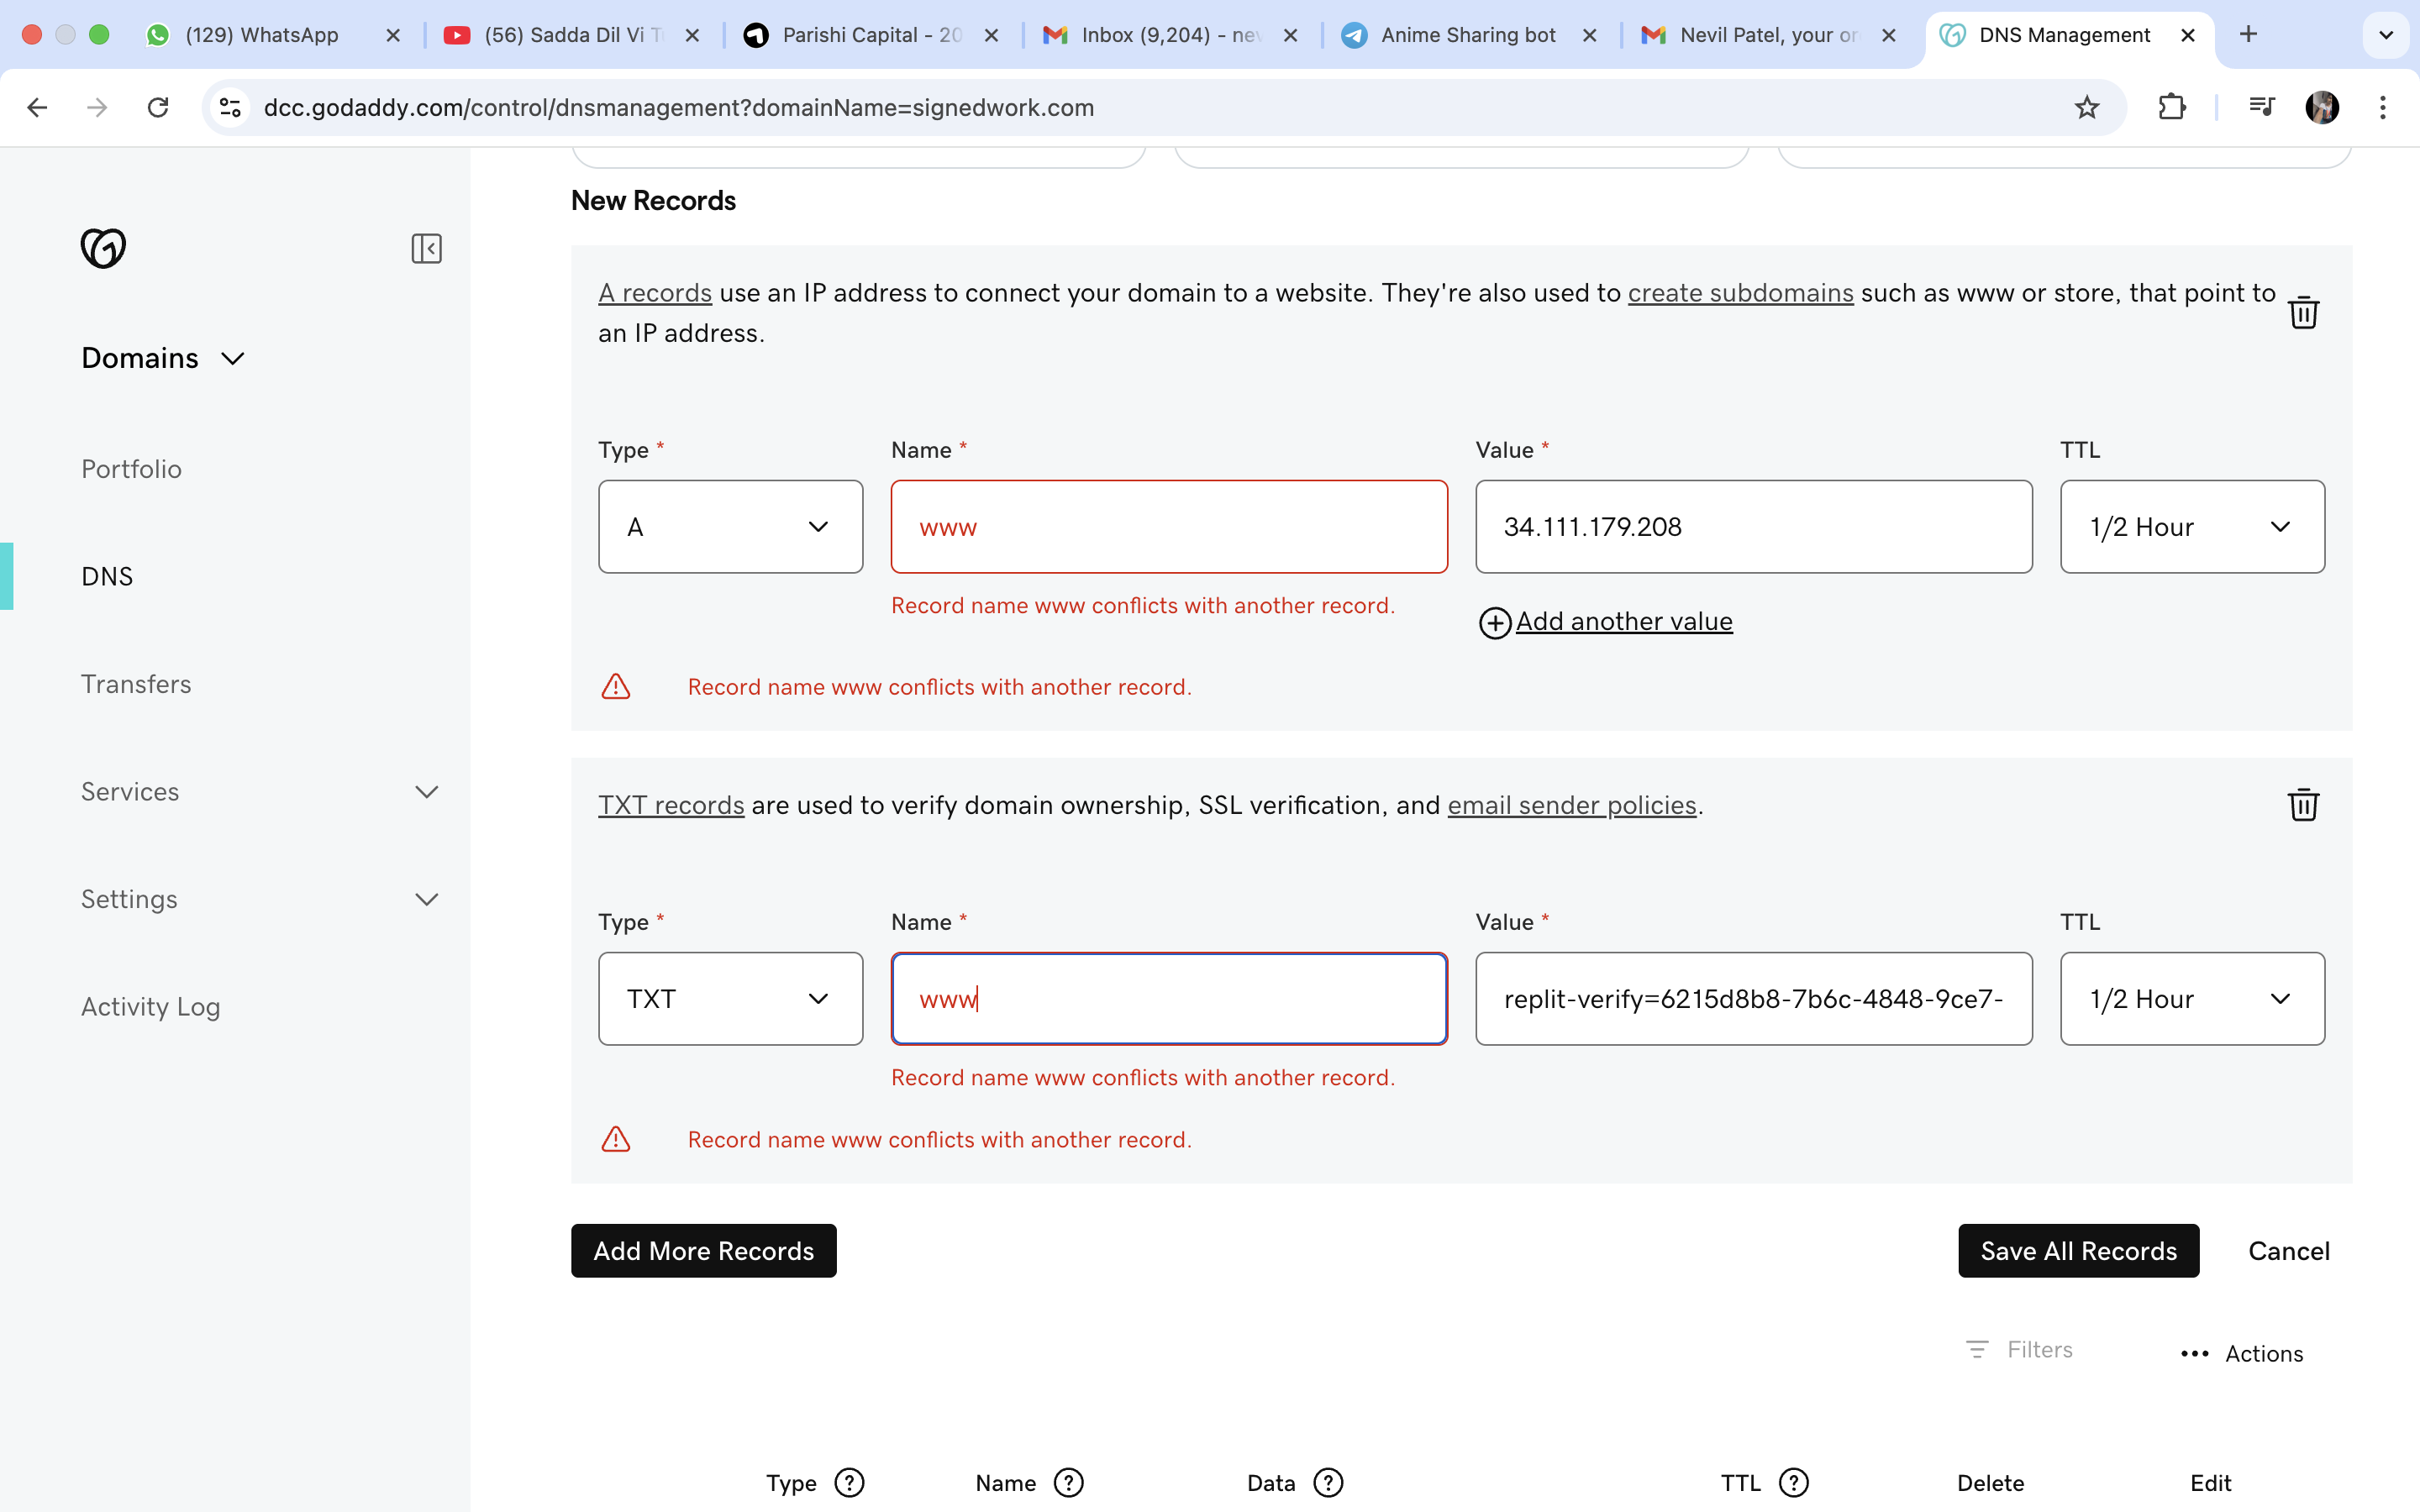 (129) WhatsApp
(56) Sadda Dil Vi T
Parishi Capital - 20
Inbox (9,204) - nev
Anime Sharing bot
Nevil Patel, your or
DNS Management
dcc.godaddy.com/control/dnsmanagement?domainName=signedwork.com
Domains
Portfolio
DNS
Transfers
Services
Settings
Activity Log
New Records
A records use an IP address to connect your domain to a website. They're also used to create subdomains such as www or store, that point to
an IP address.
Type * Name * Value * TTL
A www 34.111.179.208 1/2 Hour
Record name www conflicts with another record.
Add another value
Record name www conflicts with another record.
TXT records are used to verify domain ownership, SSL verification, and email sender policies.
Type * Name * Value * TTL
TXT www replit-verify=6215d8b8-7b6c-4848-9ce7- 1/2 Hour
Record name www conflicts with another record.
Record name www conflicts with another record.
Add More Records Save All Records Cancel
Filters Actions
Type Name Data TTL Delete Edit